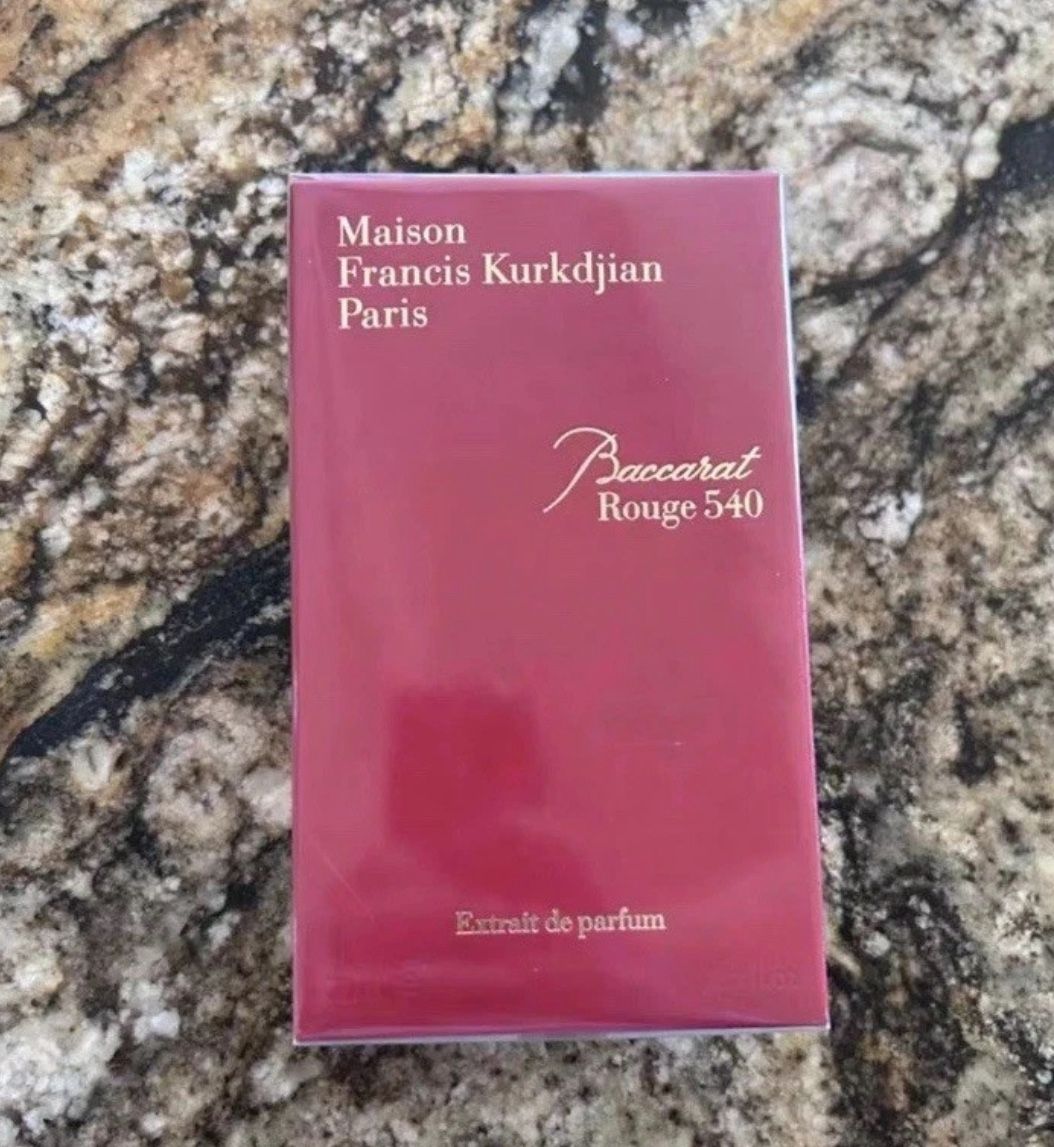 Maison
Francis Kurkdjian
Paris
Baccarat
Rouge 540
Extrait de parfum